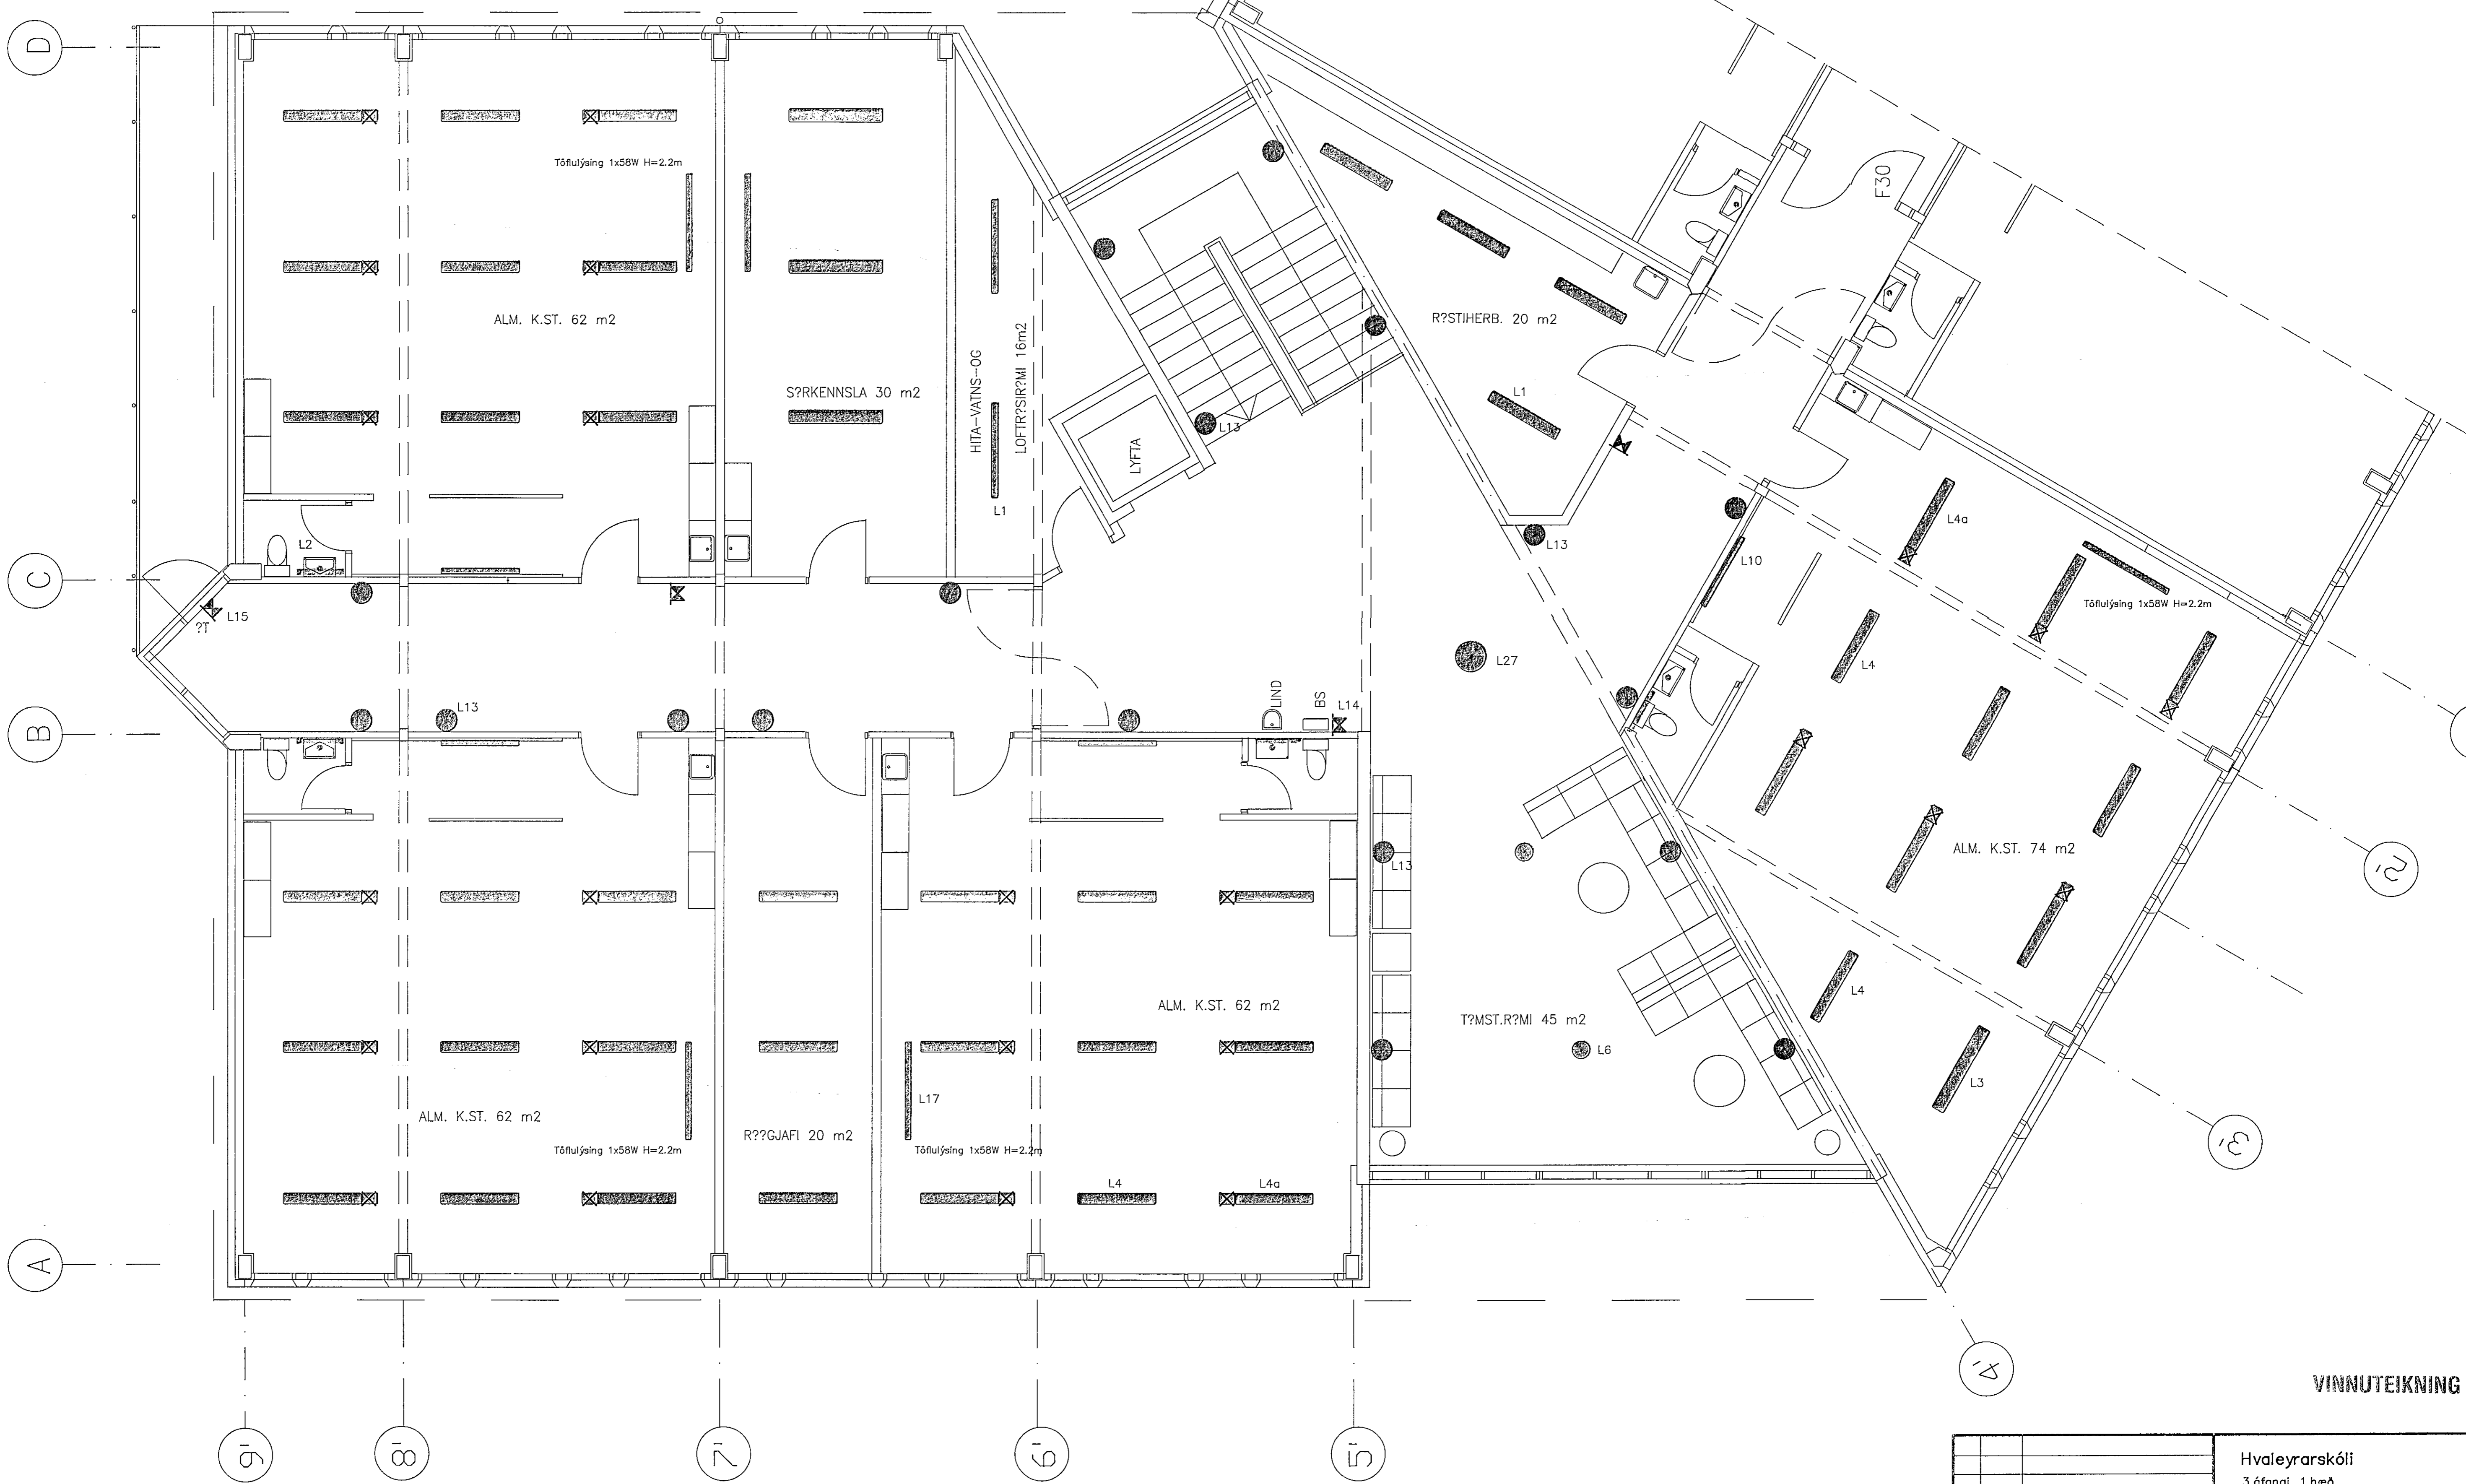 D
C
B
A
9'
8'
7'
6'
5'
4'
3'
2'
Töflulýsing 1x58W H=2.2m
ALM. K.ST. 62 m2
S?RKENNSLA 30 m2
HITA-VATNS--OG
LOFTR?SIR?MI 16m2
L1
L2
LYFTA
L13
R?STIHERB. 20 m2
L1
F30
L13
L10
L4a
Töflulýsing 1x58W H=2.2m
L4
L15
?T
L13
L27
LIND
BS
L14
L13
ALM. K.ST. 74 m2
L4
L3
ALM. K.ST. 62 m2
T?MST.R?MI 45 m2
L6
ALM. K.ST. 62 m2
L17
R??GJAFI 20 m2
Töflulýsing 1x58W H=2.2m
Töflulýsing 1x58W H=2.2m
L4
L4a
VINNUTEIKNING
Hvaleyrarskóli
3.áfangi, 1.hæð